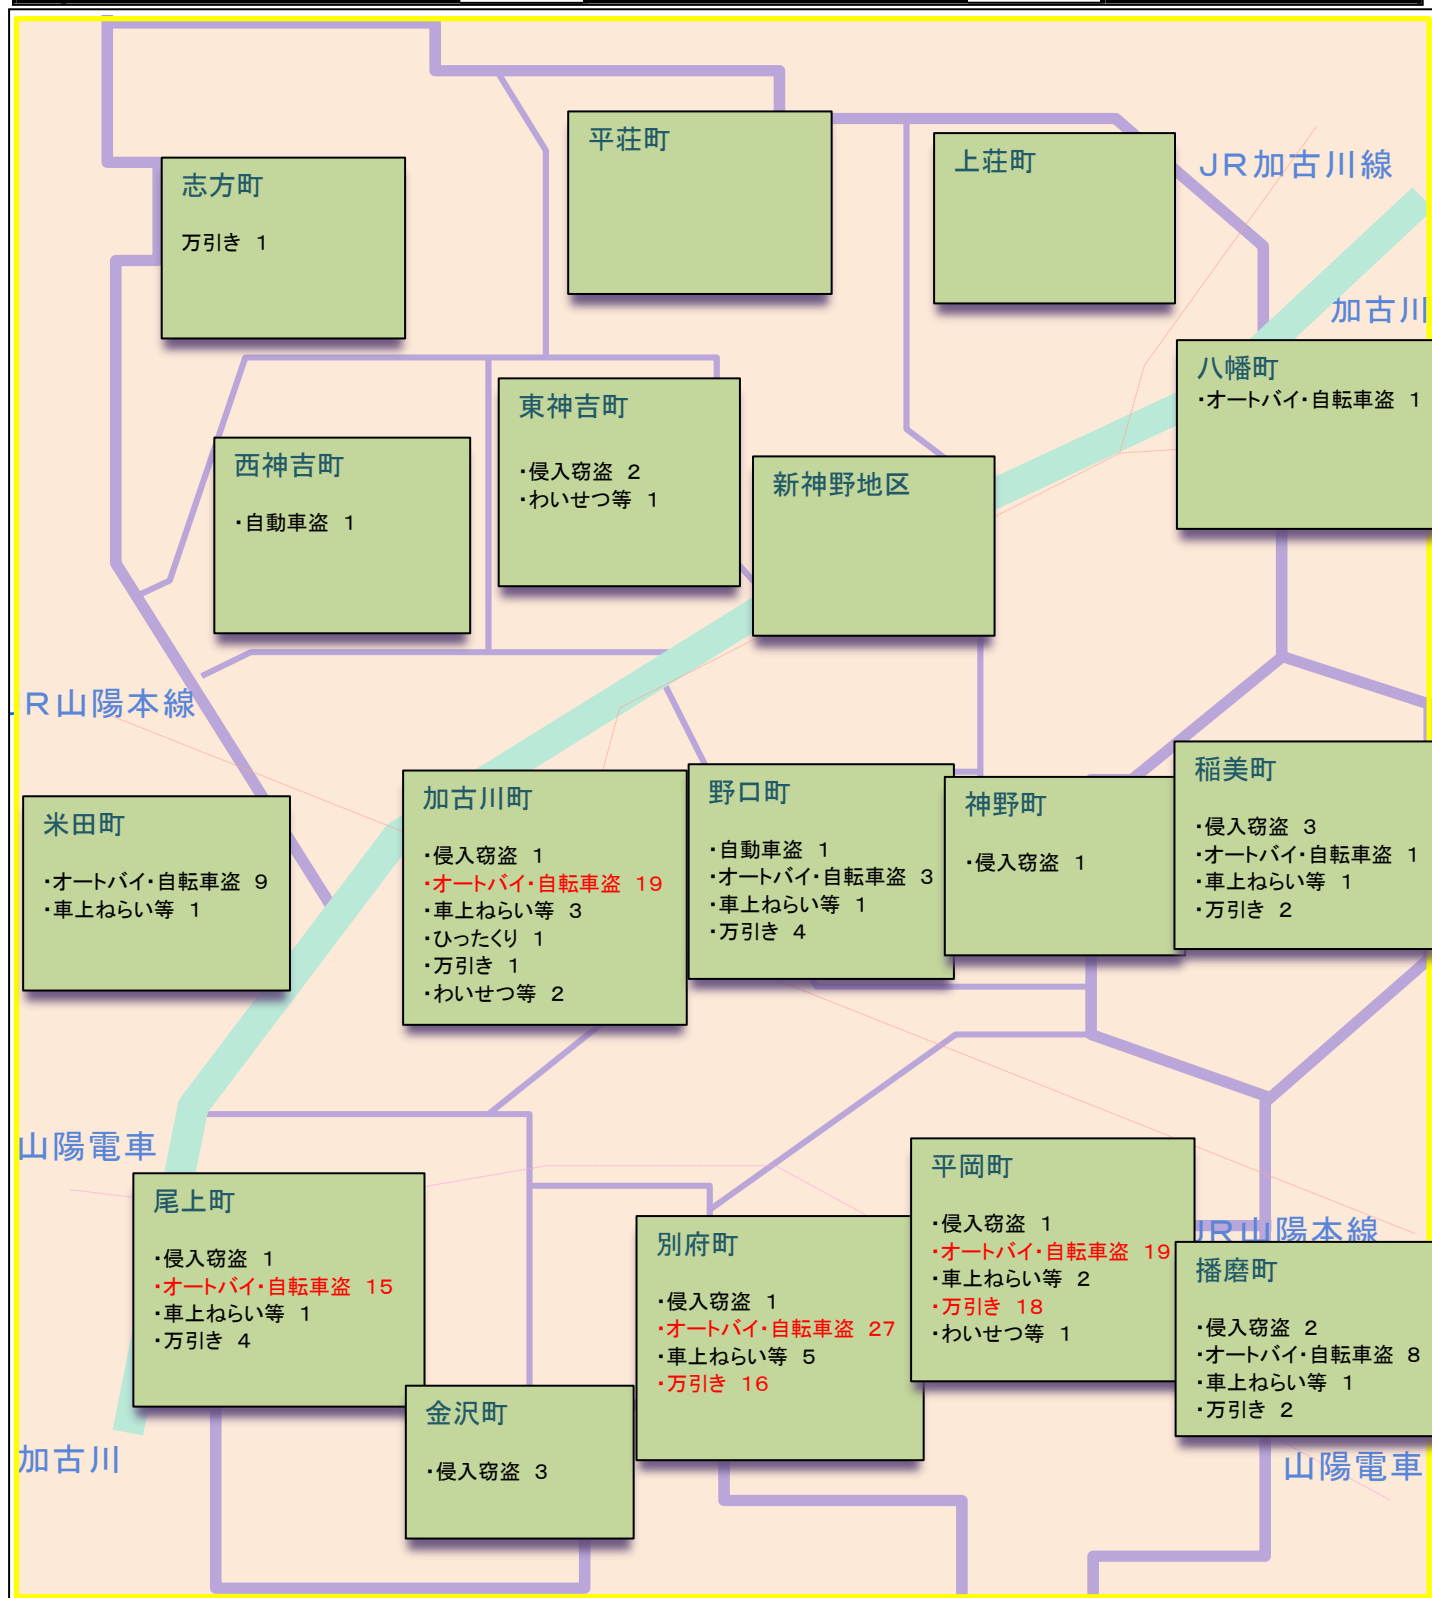 平荘町
上荘町
JR加古川線
志方町
万引き 1
加古川
八幡町
・オートバイ・自転車盗 1
東神吉町
・侵入窃盗 2
・わいせつ等 1
西神吉町
・自動車盗 1
新神野地区
JR山陽本線
米田町
・オートバイ・自転車盗 9
・車上ねらい等 1
加古川町
・侵入窃盗 1
・オートバイ・自転車盗 19
・車上ねらい等 3
・ひったくり 1
・万引き 1
・わいせつ等 2
野口町
・自動車盗 1
・オートバイ・自転車盗 3
・車上ねらい等 1
・万引き 4
神野町
・侵入窃盗 1
稲美町
・侵入窃盗 3
・オートバイ・自転車盗 1
・車上ねらい等 1
・万引き 2
山陽電車
尾上町
・侵入窃盗 1
・オートバイ・自転車盗 15
・車上ねらい等 1
・万引き 4
加古川
金沢町
・侵入窃盗 3
別府町
・侵入窃盗 1
・オートバイ・自転車盗 27
・車上ねらい等 5
・万引き 16
平岡町
・侵入窃盗 1
・オートバイ・自転車盗 19
・車上ねらい等 2
・万引き 18
・わいせつ等 1
JR山陽本線
播磨町
・侵入窃盗 2
・オートバイ・自転車盗 8
・車上ねらい等 1
・万引き 2
山陽電車